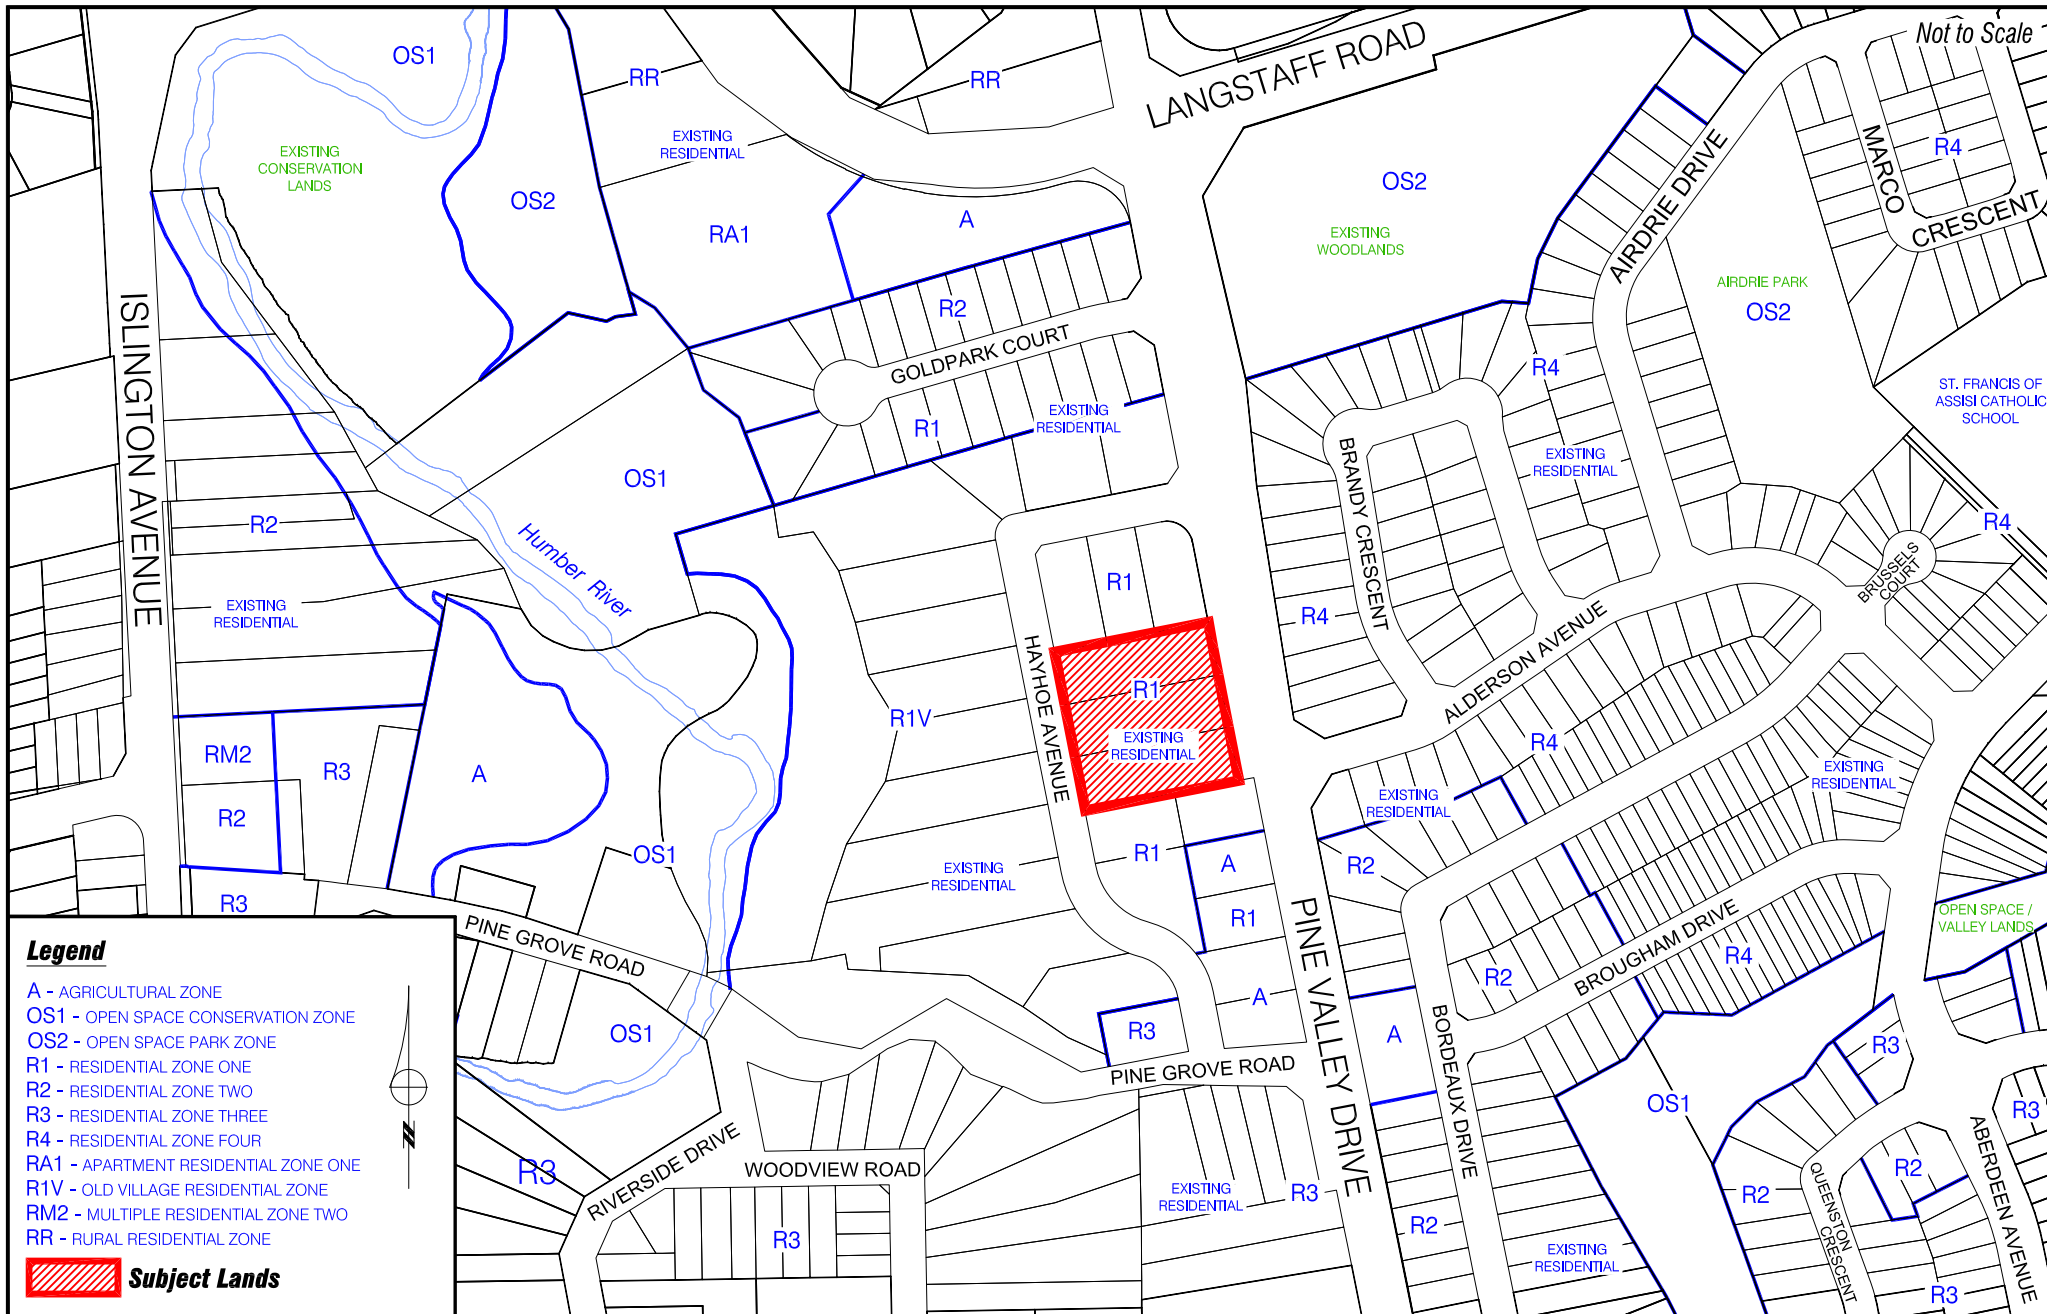 Not to Scale
OS1
RR
RR
LANGSTAFF ROAD
EXISTING
CONSERVATION
LANDS
EXISTING
RESIDENTIAL
OS2
RA1
A
OS2
EXISTING
WOODLANDS
AIRDRIE DRIVE
MARCO
CRESCENT
R4
AIRDRIE PARK
OS2
ISLINGTON AVENUE
R2
GOLDPARK COURT
R1
EXISTING
RESIDENTIAL
R4
EXISTING
RESIDENTIAL
ST. FRANCIS OF
ASSISI CATHOLIC
SCHOOL
BRANDY CRESCENT
OS1
R2
Humber River
R4
BRUSSELS
COURT
R1
EXISTING
RESIDENTIAL
R4
ALDERSON AVENUE
HAYHOE AVENUE
R1
EXISTING
RESIDENTIAL
R1V
R4
RM2
R3
A
EXISTING
RESIDENTIAL
EXISTING
RESIDENTIAL
R2
OS1
R1
A
R2
EXISTING
RESIDENTIAL
R3
R1
PINE VALLEY DRIVE
OPEN SPACE /
VALLEY LANDS
PINE GROVE ROAD
BROUGHAM DRIVE
R4
R2
A
R3
A
OS1
BORDEAUX DRIVE
PINE GROVE ROAD
R3
OS1
R3
ABERDEEN AVENUE
RIVERSIDE DRIVE
WOODVIEW ROAD
R3
EXISTING
RESIDENTIAL
R3
R2
R2
R2
QUEENSTON
CRESCENT
R3
EXISTING
RESIDENTIAL
R3
Legend
A - AGRICULTURAL ZONE
OS1 - OPEN SPACE CONSERVATION ZONE
OS2 - OPEN SPACE PARK ZONE
R1 - RESIDENTIAL ZONE ONE
R2 - RESIDENTIAL ZONE TWO
R3 - RESIDENTIAL ZONE THREE
R4 - RESIDENTIAL ZONE FOUR
RA1 - APARTMENT RESIDENTIAL ZONE ONE
R1V - OLD VILLAGE RESIDENTIAL ZONE
RM2 - MULTIPLE RESIDENTIAL ZONE TWO
RR - RURAL RESIDENTIAL ZONE
Subject Lands
N